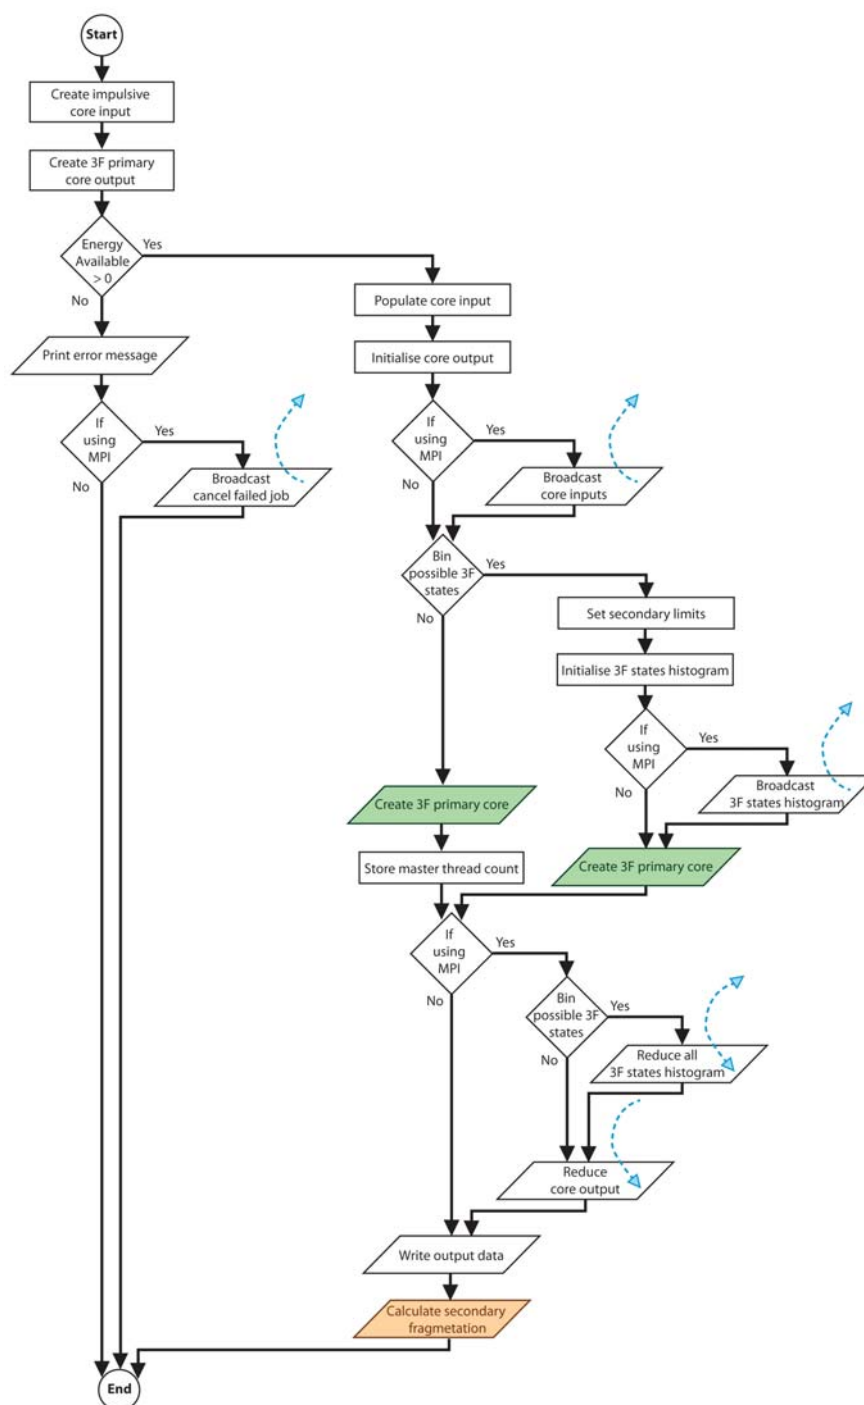 Start
Create impulsive
core input
Create 3F primary
core output
Energy
Available
> 0
Yes
No
Populate core input
Print error message
Initialise core output
If
using
MPI
Yes
No
Broadcast
cancel failed job
If
using
MPI
Yes
No
Broadcast
core inputs
Bin
possible 3F
states
Yes
No
Set secondary limits
Initialise 3F states histogram
If
using
MPI
Yes
No
Broadcast
3F states histogram
Create 3F primary core
Store master thread count
Create 3F primary core
If
using
MPI
Yes
No
Bin
possible 3F
states
Yes
No
Reduce all
3F states histogram
Reduce
core output
Write output data
Calculate secondary
fragmetation
End